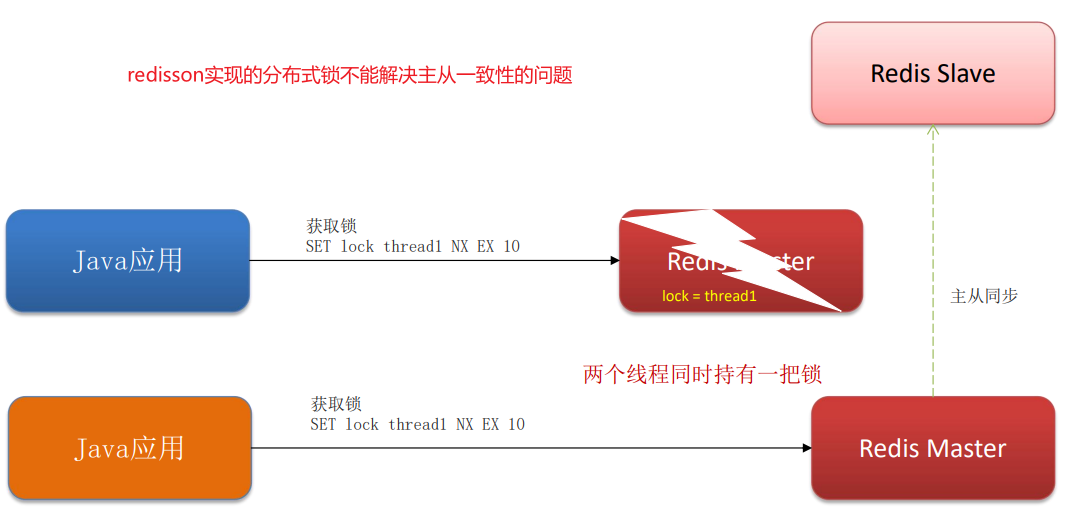 redisson实现的分布式锁不能解决主从一致性的问题
Redis Slave
获取锁
SET lock thread1 NX EX 10
Java应用
lock = thread1
主从同步
两个线程同时持有一把锁
获取锁
SET lock thread1 NX EX 10
Java应用
Redis Master